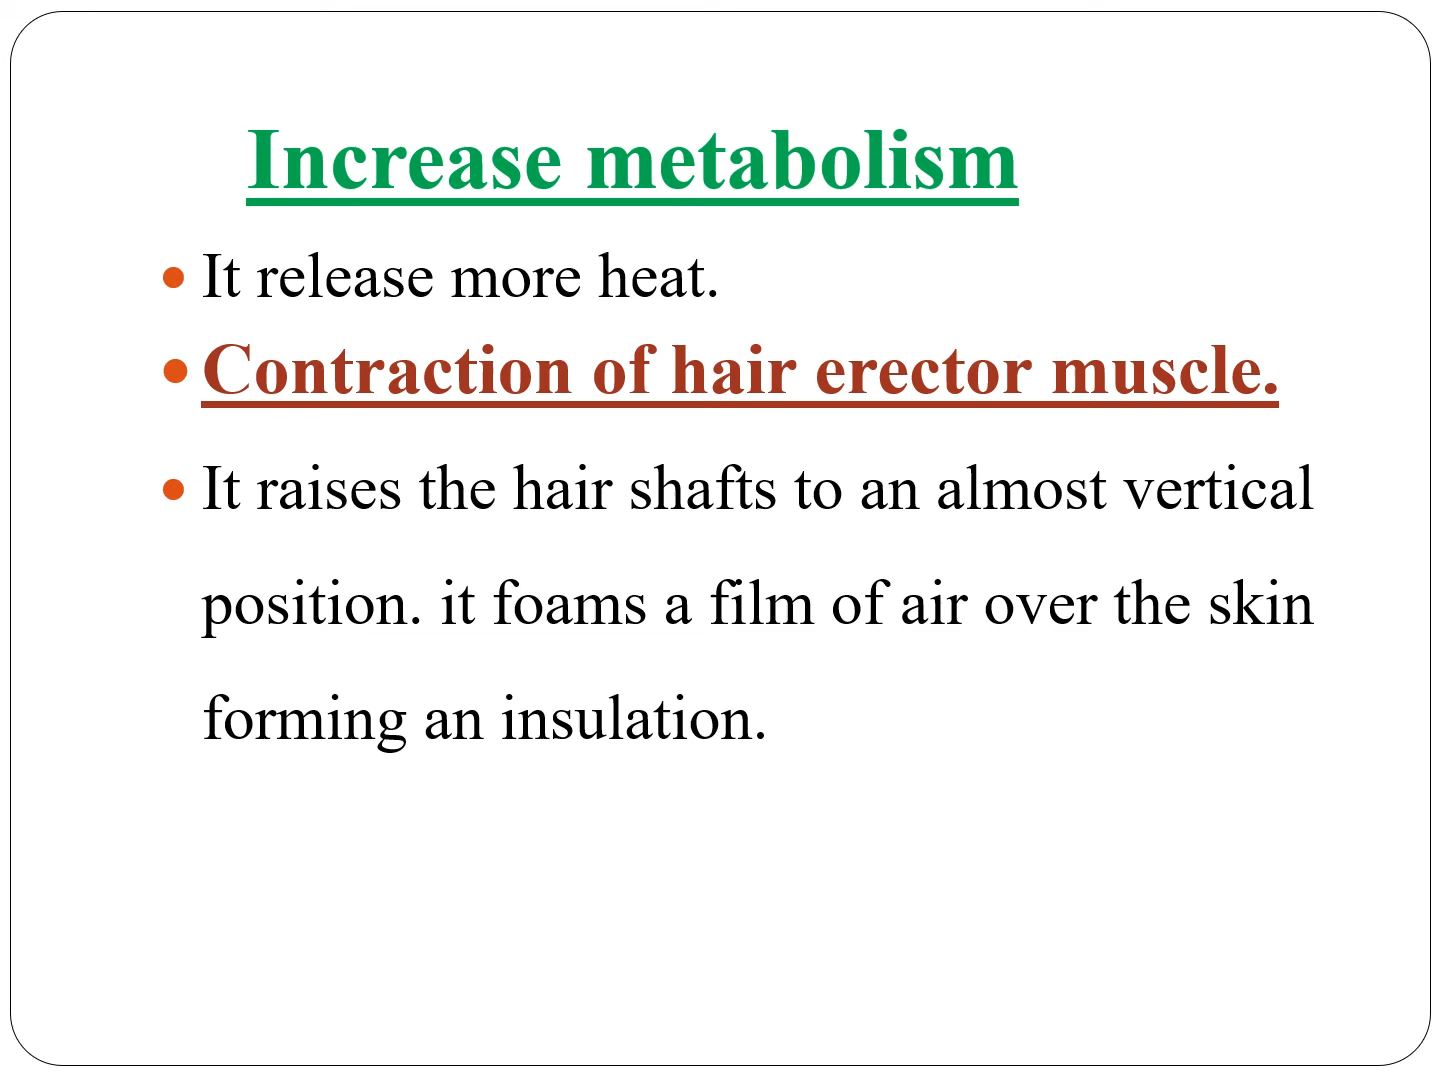 Increase metabolism
• It release more heat.
• Contraction of hair erector muscle.
• It raises the hair shafts to an almost vertical
position. it foams a film of air over the skin
forming an insulation.